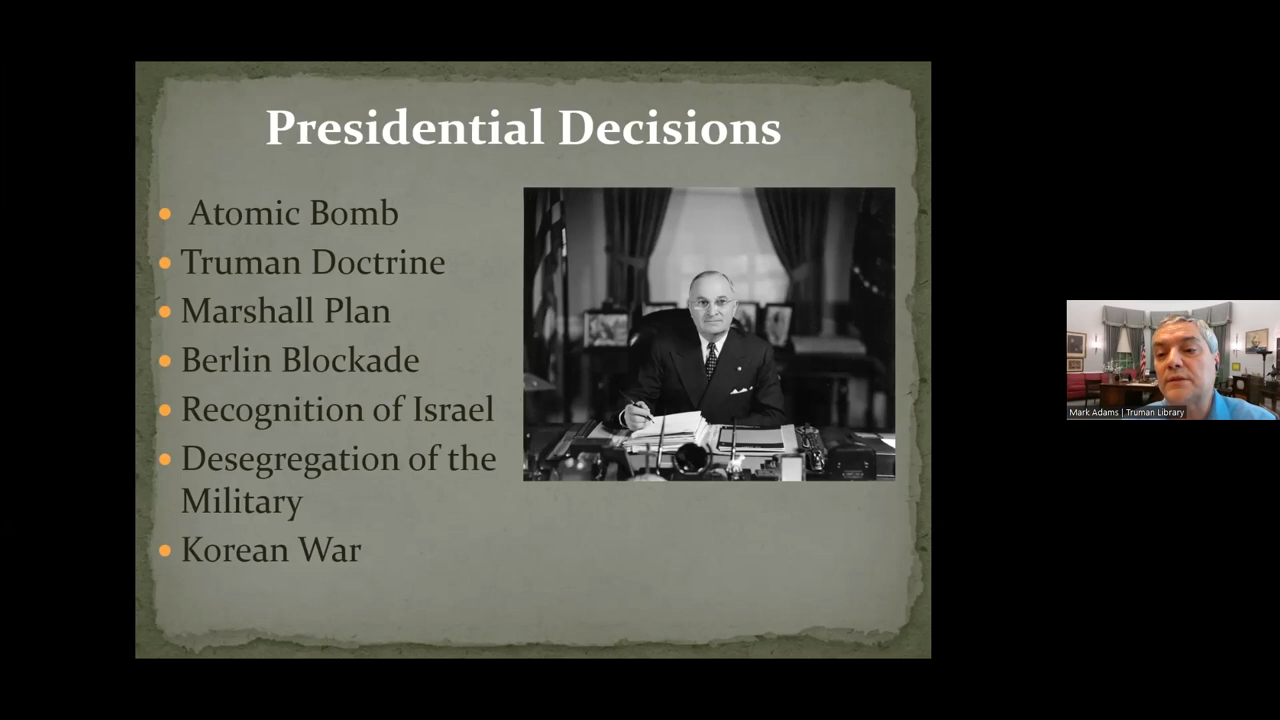 Presidential Decisions
Atomic Bomb
Truman Doctrine
Marshall Plan
Berlin Blockade
Recognition of Israel
Desegregation of the
Military
Korean War
Mark Adams | Truman Library